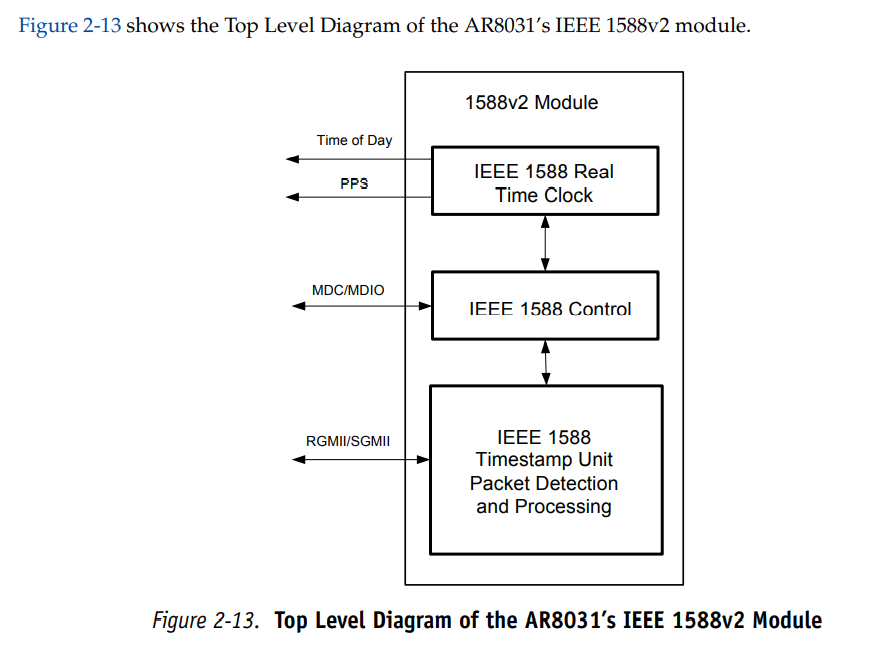 Figure 2-13 shows the Top Level Diagram of the AR8031’s IEEE 1588v2 module.
1588v2 Module
Time of Day
IEEE 1588 Real
Time Clock
PPS
MDC/MDIO
IEEE 1588 Control
RGMII/SGMII
IEEE 1588
Timestamp Unit
Packet Detection
and Processing
Figure 2-13. Top Level Diagram of the AR8031’s IEEE 1588v2 Module